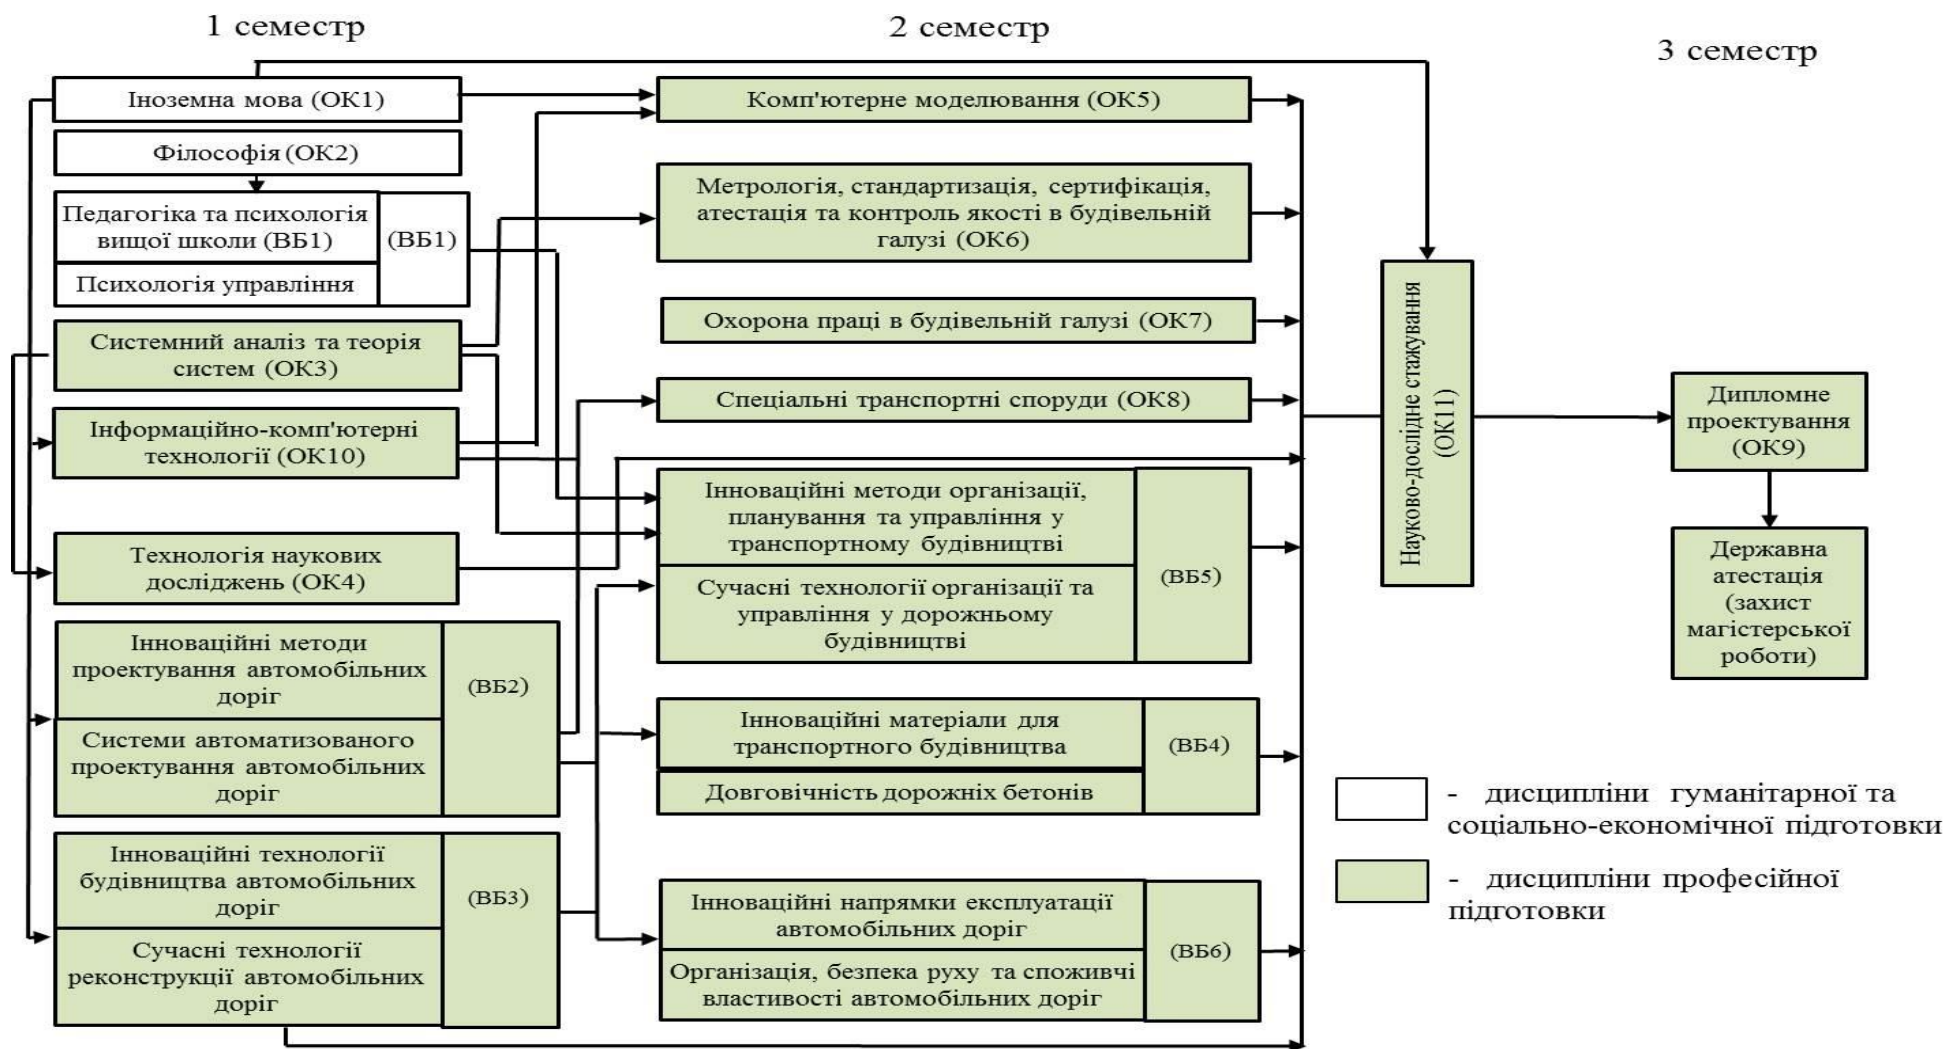 1 семестр
2 семестр
3 семестр
Іноземна мова (ОК1)
Філософія (ОК2)
Педагогіка та психологія
вищої школи (ВБ1)
(ВБ1)
Психологія управління
Системний аналіз та теорія
систем (ОК3)
Інформаційно-комп'ютерні
технології (ОК10)
Технологія наукових
досліджень (ОК4)
Інноваційні методи
проектування автомобільних
доріг
(ВБ2)
Системи автоматизованого
проектування автомобільних
доріг
Інноваційні технології
будівництва автомобільних
доріг
(ВБ3)
Сучасні технології
реконструкції автомобільних
доріг
Комп'ютерне моделювання (ОК5)
Метрологія, стандартизація, сертифікація,
атестація та контроль якості в будівельній
галузі (ОК6)
Охорона праці в будівельній галузі (ОК7)
Спеціальні транспортні споруди (ОК8)
Інноваційні методи організації,
планування та управління у
транспортному будівництві
(ВБ5)
Сучасні технології організації та
управління у дорожньому
будівництві
Інноваційні матеріали для
транспортного будівництва
(ВБ4)
Довговічність дорожніх бетонів
Інноваційні напрямки експлуатації
автомобільних доріг
(ВБ6)
Організація, безпека руху та споживчі
властивості автомобільних доріг
Науково-дослідне стажування
(ОК11)
Дипломне
проектування
(ОК9)
Державна
атестація
(захист
магістерської
роботи)
- дисципліни гуманітарної та
соціально-економічної підготовки
- дисципліни професійної
підготовки